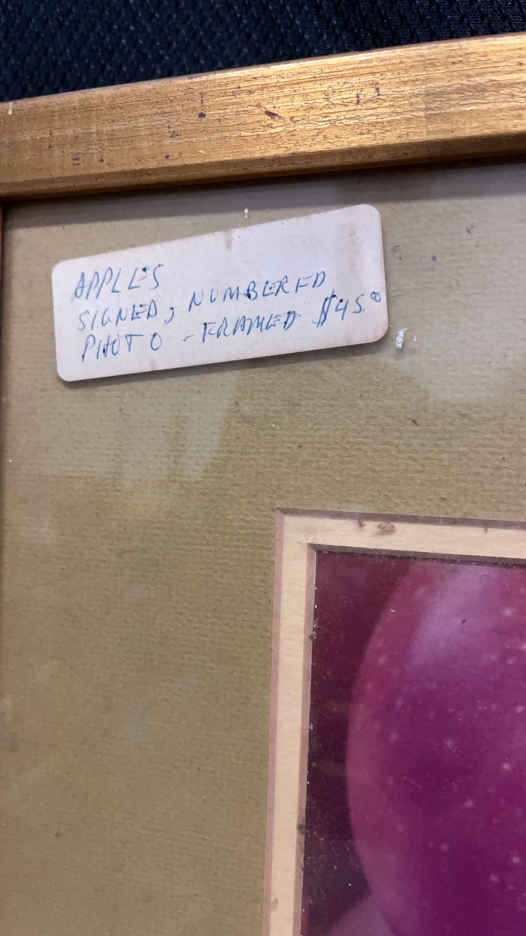 APPLES
SIGNED, NUMBERED
PHOTO - FRAMED $45.00